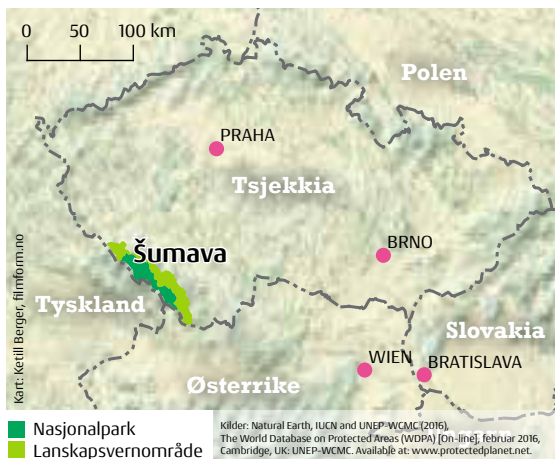 0 50 100 km
Polen
PRAHA
Tsjekkia
BRNO
Šumava
Tyskland
Slovakia
WIEN
BRATISLAVA
Østerrike
Kart: Ketill Berger, filmform.no
Nasjonalpark
Lanskapsvernområde
Kilder: Natural Earth, IUCN and UNEP-WCMC (2016),
The World Database on Protected Areas (WDPA) [On-line], februar 2016,
Cambridge, UK: UNEP-WCMC. Available at: www.protectedplanet.net.